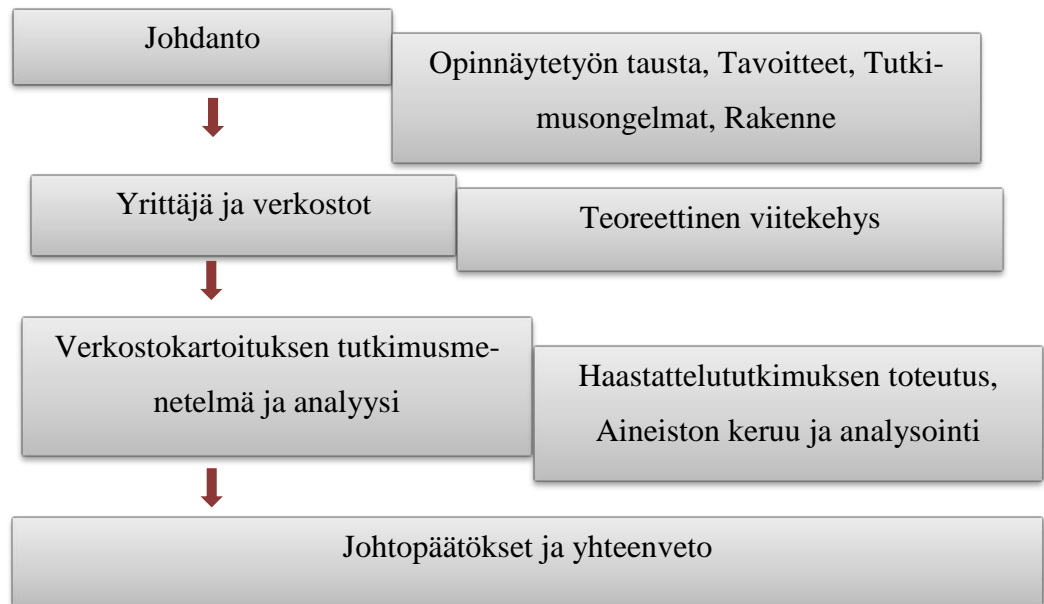 Johdanto
Opinnäytetyön tausta, Tavoitteet, Tutki-
musongelmat, Rakenne
Yrittäjä ja verkostot
Teoreettinen viitekehys
Verkostokartoituksen tutkimusme-
netelmä ja analyysi
Haastattelututkimuksen toteutus,
Aineiston keruu ja analysointi
Johtopäätökset ja yhteenveto